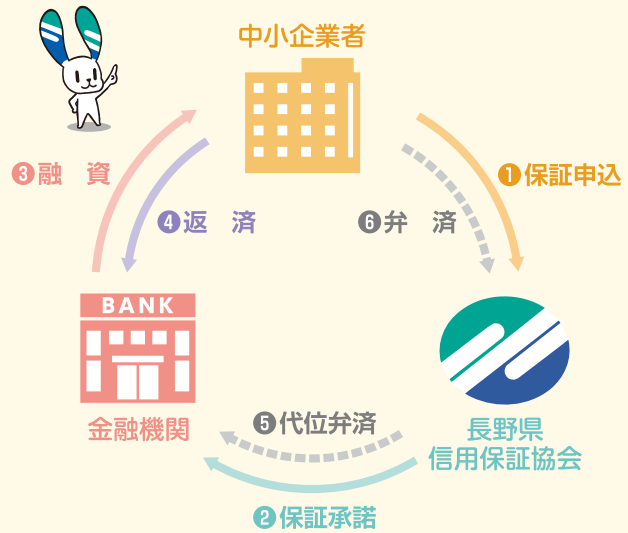 中小企業者
❸融　資
❶保証申込
❹返　済
❻弁　済
BANK
金融機関
❺代位弁済
長野県
信用保証協会
❷保証承諾